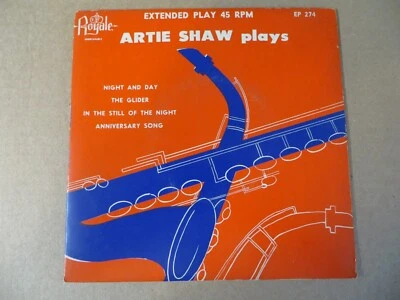 Royale
EXTENDED PLAY 45 RPM
EP 274
ARTIE SHAW plays
NIGHT AND DAY
THE GLIDER
IN THE STILL OF THE NIGHT
ANNIVERSARY SONG